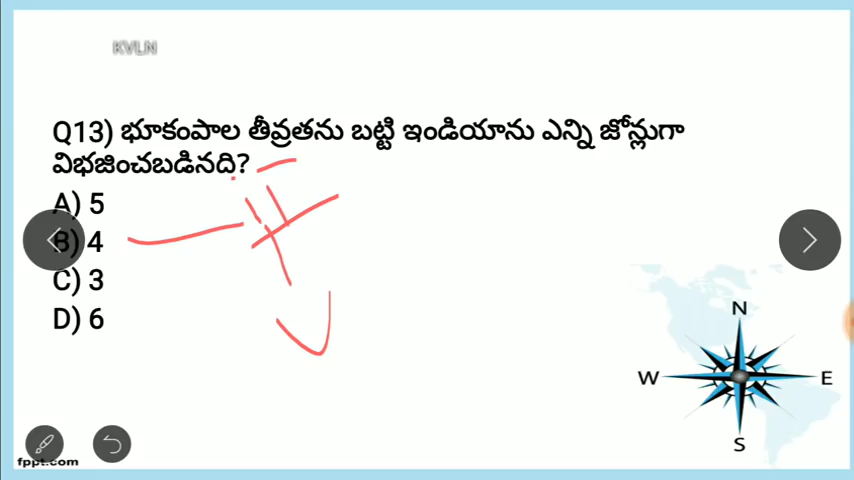 KVLN
Q13) భూకంపాల తీవ్రతను బట్టి ఇండియాను ఎన్ని జోన్లుగా
విభజించబడినది?
A) 5
B) 4
C) 3
D) 6
N
W E
S
fppt.com